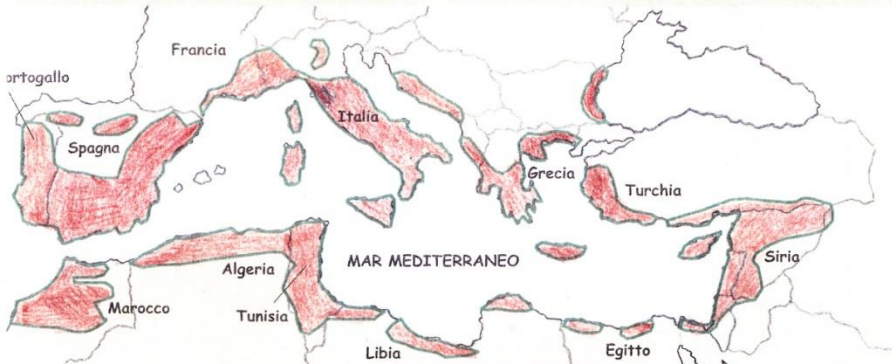 Francia
ortogallo
Italia
Spagna
Grecia
Turchia
MAR MEDITERRANEO
Siria
Algeria
Marocco
Tunisia
Libia
Egitto